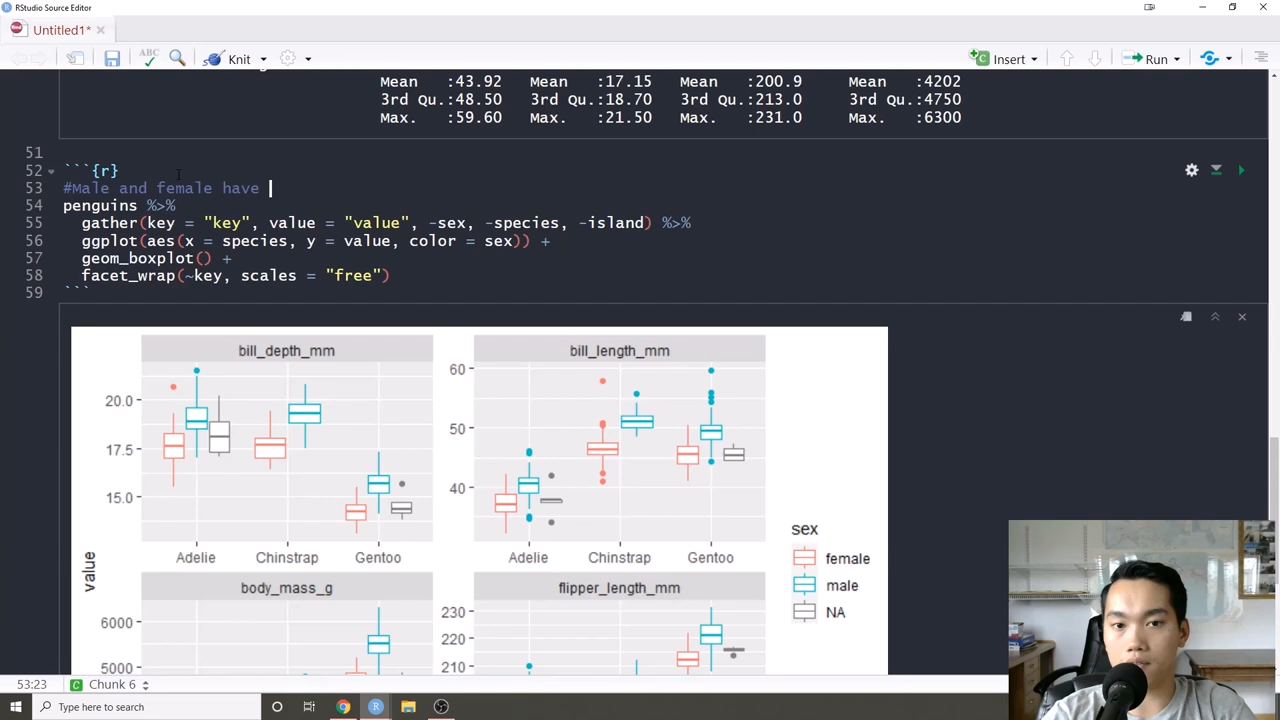 RStudio Source Editor
Untitled1*
ABC
Knit
Insert
Run
Mean :43.92 Mean :17.15 Mean :200.9 Mean :4202
3rd Qu.:48.50 3rd Qu.:18.70 3rd Qu.:213.0 3rd Qu.:4750
Max. :59.60 Max. :21.50 Max. :231.0 Max. :6300
51
52 ```{r}
53 #Male and female have
54 penguins %>%
55 gather(key = "key", value = "value", -sex, -species, -island) %>%
56 ggplot(aes(x = species, y = value, color = sex)) +
57 geom_boxplot() +
58 facet_wrap(~key, scales = "free")
59 ```
bill_depth_mm bill_length_mm
20.0
17.5
15.0
60
50
40
Adelie Chinstrap Gentoo Adelie Chinstrap Gentoo
value
body_mass_g flipper_length_mm
6000
5000
230
220
210
sex
female
male
NA
53:23 C Chunk 6
R
Type here to search